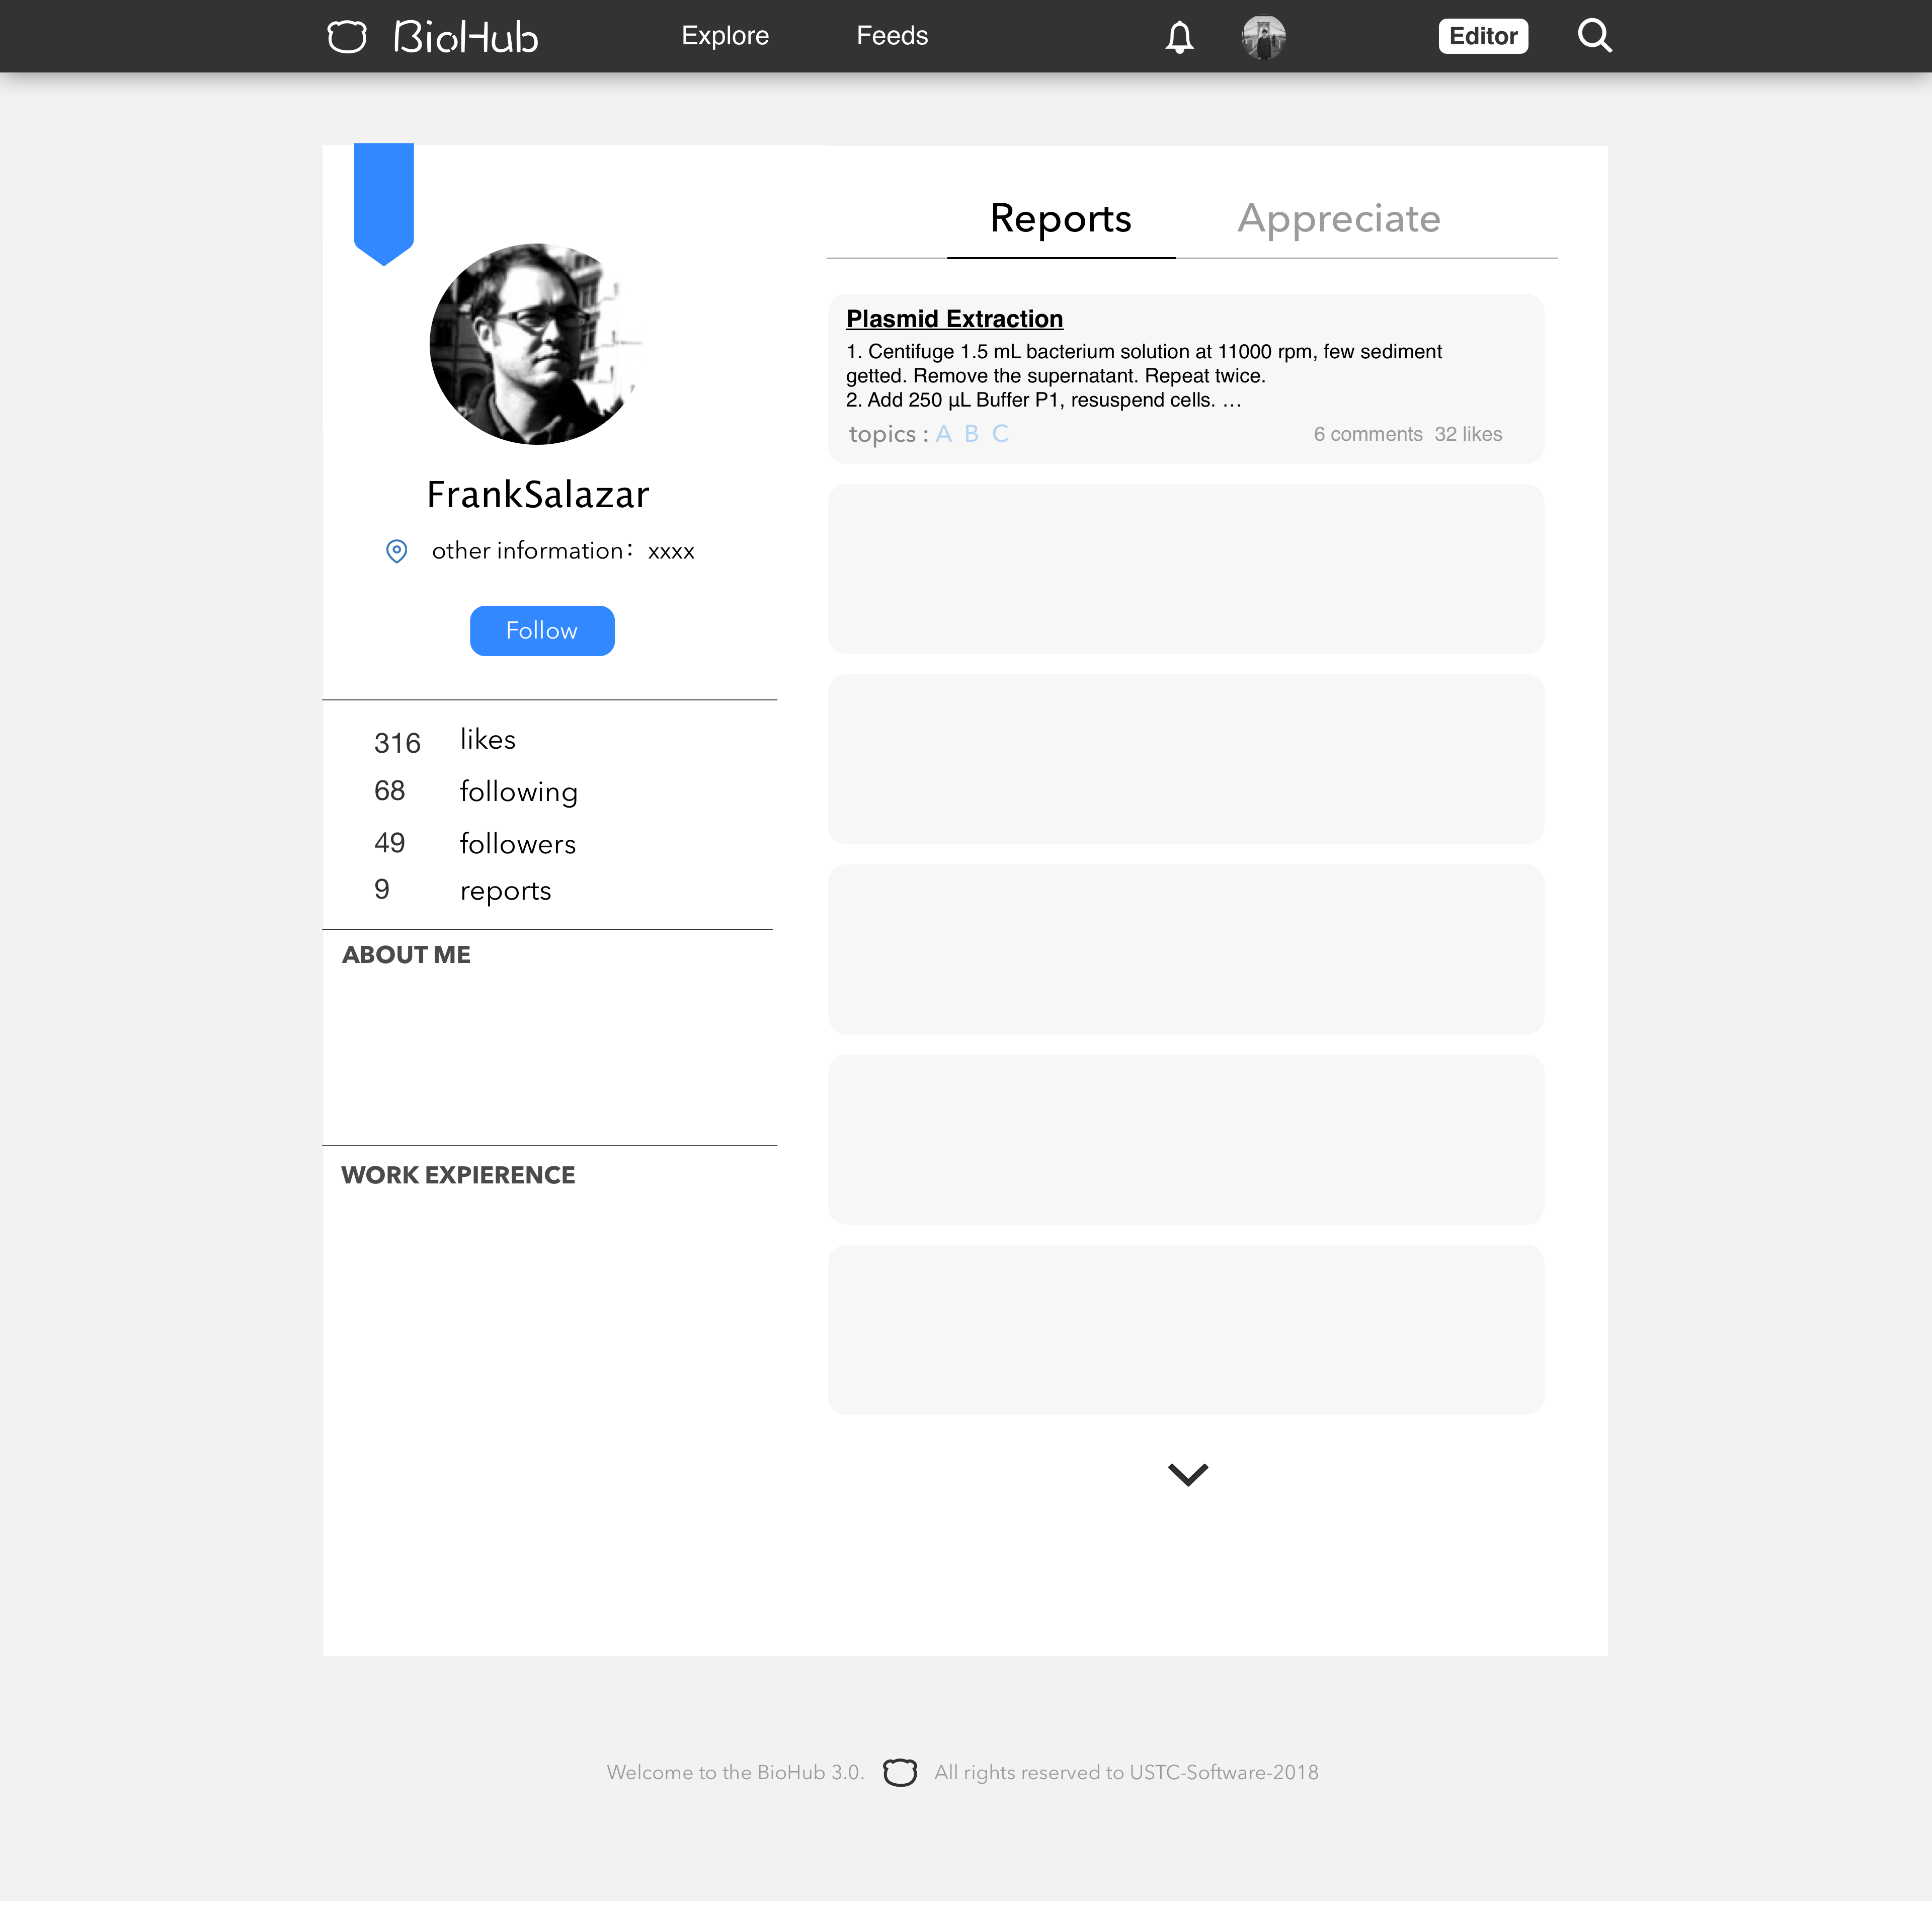 BioHub
Explore
Feeds
Editor
FrankSalazar
other information： xxxx
Follow
316 likes
68 following
49 followers
9 reports
ABOUT ME
WORK EXPIERENCE
Reports
Appreciate
Plasmid Extraction
1. Centifuge 1.5 mL bacterium solution at 11000 rpm, few sediment
getted. Remove the supernatant. Repeat twice.
2. Add 250 µL Buffer P1, resuspend cells. …
topics : A B C
6 comments 32 likes
Welcome to the BioHub 3.0. All rights reserved to USTC-Software-2018